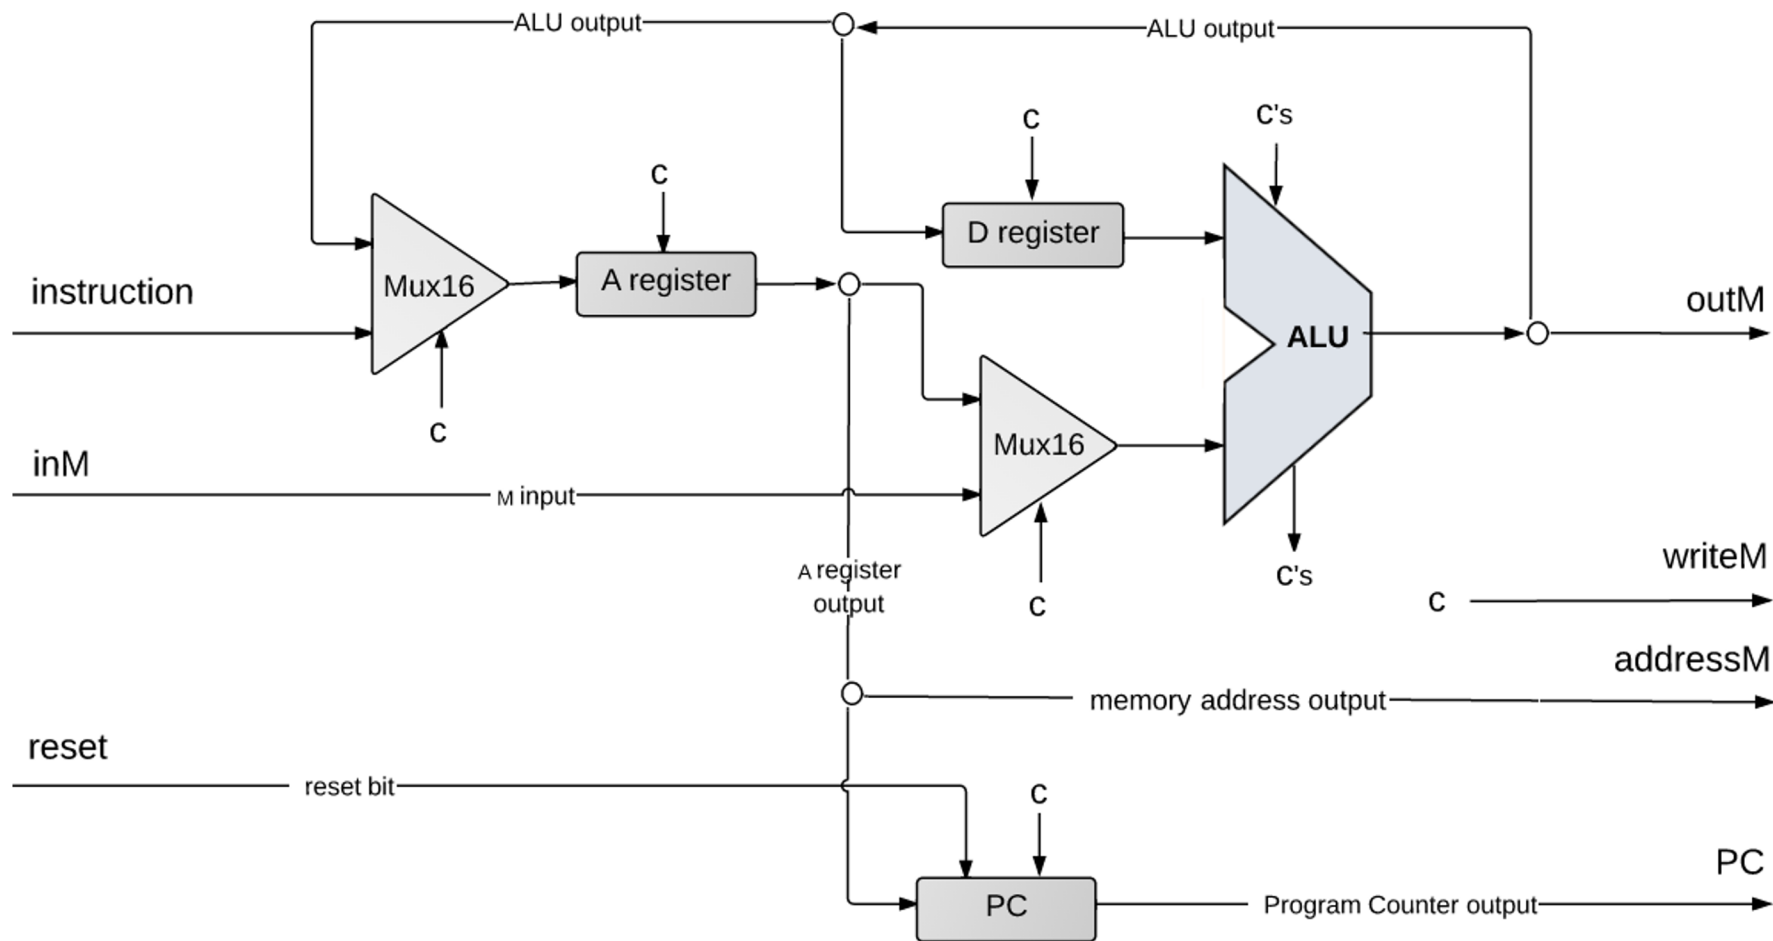 ALU output
ALU output
c
c's
c
D register
instruction
Mux16
A register
outM
ALU
c
inM
Mux16
M input
A register
output
c
c's
writeM
c
addressM
memory address output
reset
reset bit
c
PC
PC
Program Counter output